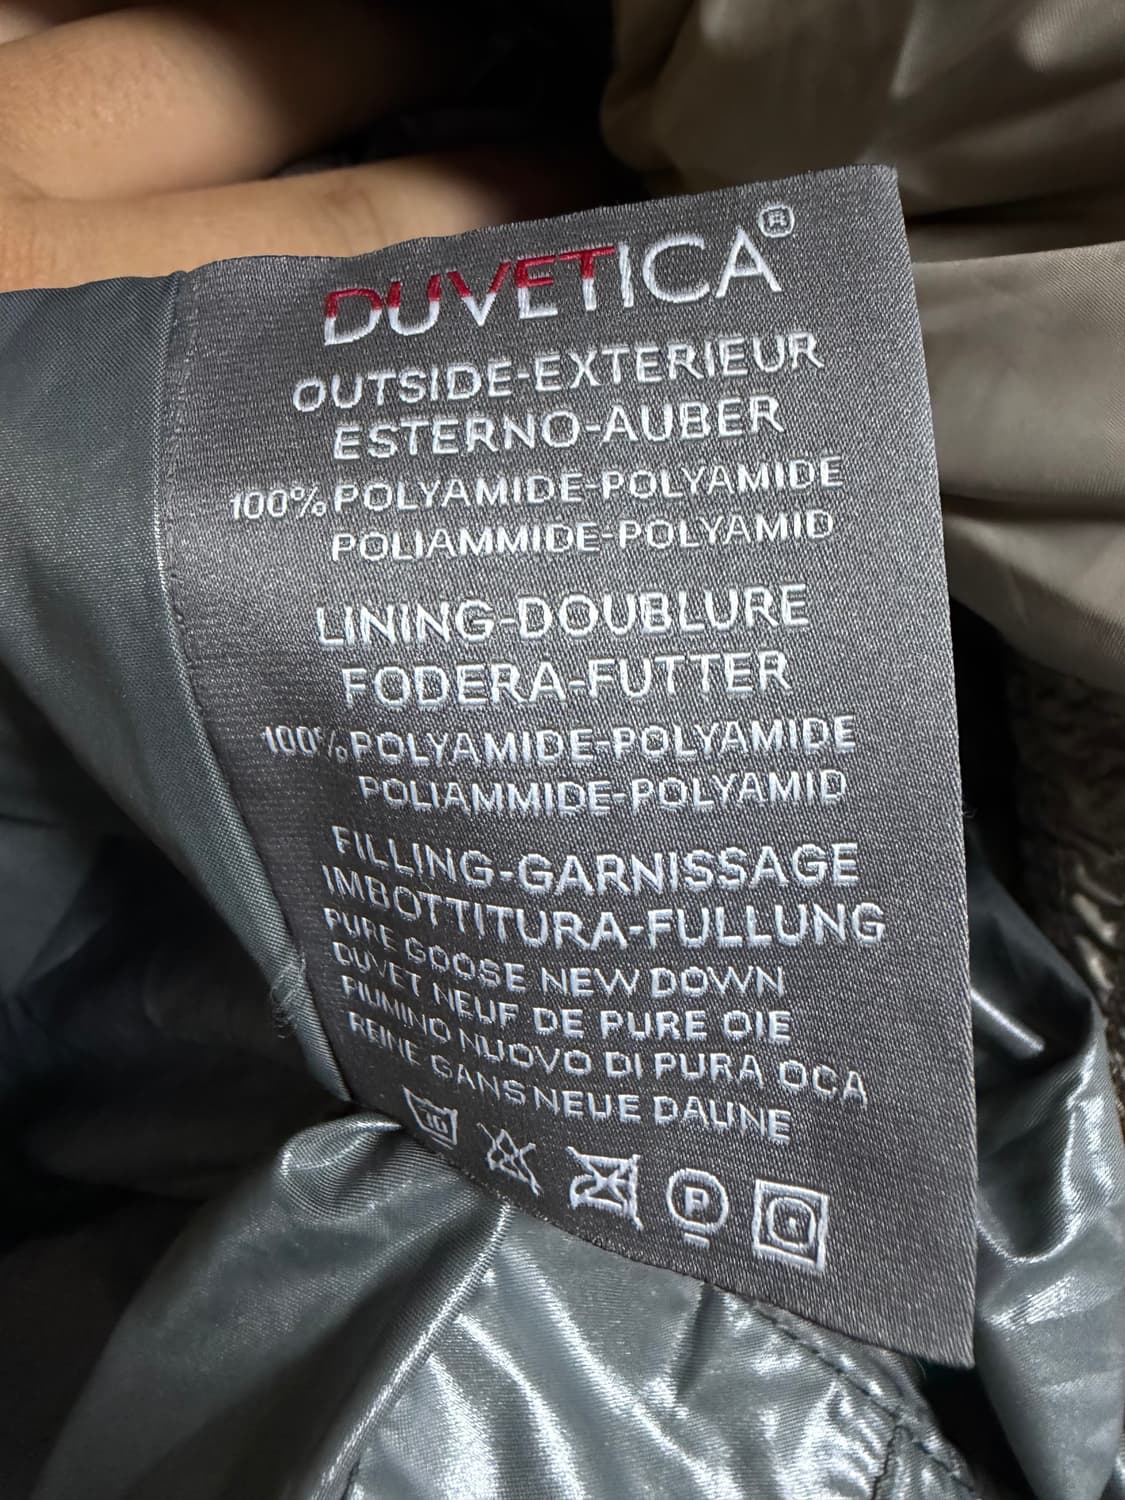 DUVETICA®
OUTSIDE-EXTERIEUR
ESTERNO-AUBER
100% POLYAMIDE-POLYAMIDE
POLIAMMIDE-POLYAMID
LINING-DOUBLURE
FODERA-FUTTER
100% POLYAMIDE-POLYAMIDE
POLIAMMIDE-POLYAMID
FILLING-GARNISSAGE
IMBOTTITURA-FULLUNG
PURE GOOSE NEW DOWN
DUVET NEUF DE PURE OIE
PIUMINO NUOVO DI PURA OCA
REINE GANS NEUE DAUNE
P